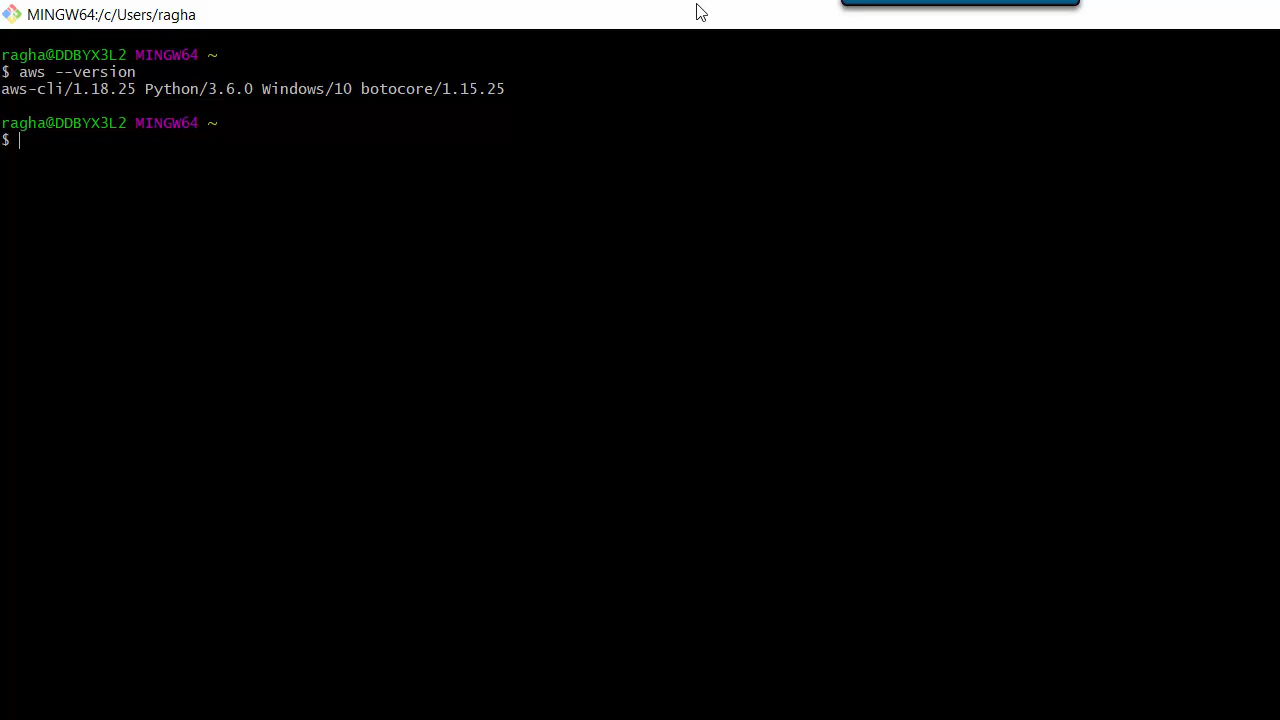 MINGW64:/c/Users/ragha
ragha@DDBYX3L2 MINGW64 ~
$ aws --version
aws-cli/1.18.25 Python/3.6.0 Windows/10 botocore/1.15.25
ragha@DDBYX3L2 MINGW64 ~
$